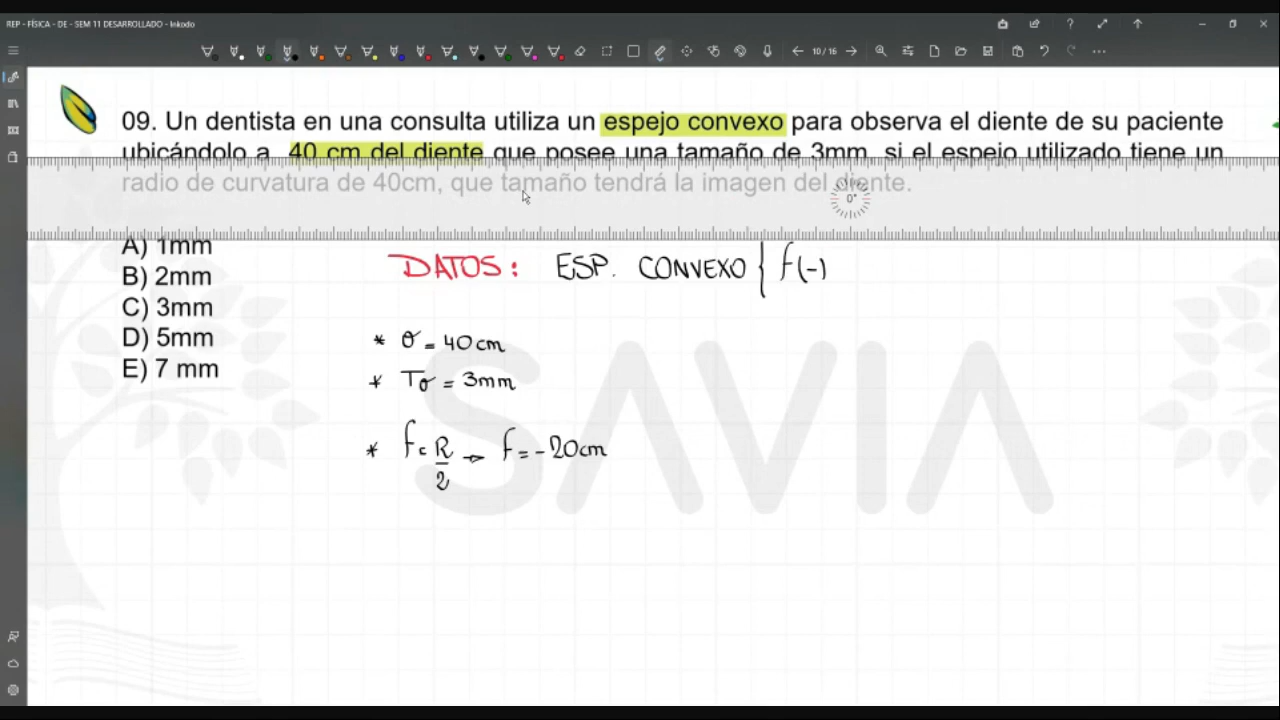 REP - FÍSICA - DE - SEM 11 DESARROLLADO - Inkodo
10/16
09. Un dentista en una consulta utiliza un espejo convexo para observa el diente de su paciente
ubicándolo a 40 cm del diente que posee una tamaño de 3mm, si el espejo utilizado tiene un
radio de curvatura de 40cm, que tamaño tendrá la imagen del diente.
0°
A) 1mm
B) 2mm
C) 3mm
D) 5mm
E) 7 mm
DATOS: ESP. CONVEXO { f(-)
* σ = 40cm
* Tσ = 3mm
* f = R/2 → f = -20cm
SAVIA